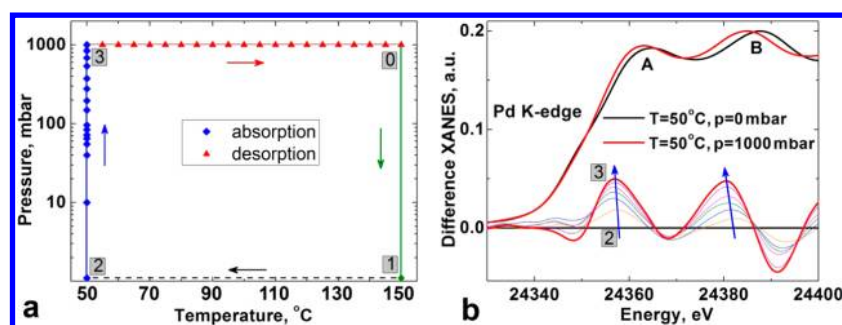 Pressure, mbar
1000
100
10
3
0
2
1
absorption
desorption
50 70 90 110 130 150
Temperature, °C
a
Difference XANES, a.u.
0.2
0.1
0.0
A
B
Pd K-edge
T=50°C, p=0 mbar
T=50°C, p=1000 mbar
3
2
24340 24360 24380 24400
Energy, eV
b